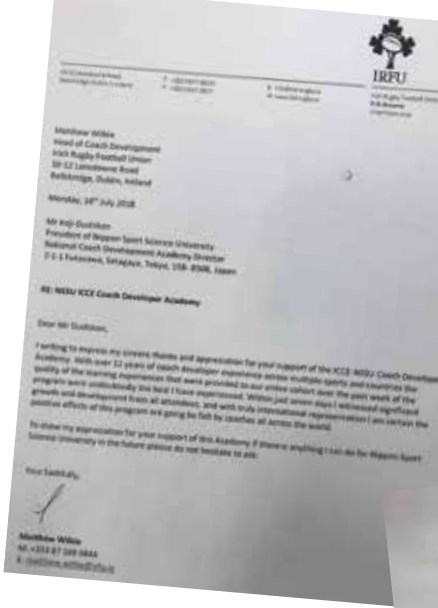 IRFU
Matthew Wilkie
Head of Coach Development
Irish Rugby Football Union
10-12 Lansdowne Road
Ballsbridge, Dublin, Ireland
Monday, 16th July 2018
Mr Koji
President of Nippon Sport Science University
National Coach Development Academy Director
7-1-1 Fukasawa, Setagaya, Tokyo, 158-8508, Japan
RE: NSSU ICCE Coach Developer Academy
Dear Mr
I writing to express my sincere thanks and appreciation for your support of the ICCE NSSU Coach Developer
Academy. With over 12 years of coach developer experience across multiple sports and countries the
quality of the learning experiences that were provided to our entire cohort over the past week of the
program were undoubtedly the best I have experienced. Within just seven days I witnessed significant
growth and development from all attendees, and with truly international representation I am certain the
positive effects of this program are going be felt by coaches all across the world.
To show my appreciation for your support of this Academy if there is anything I can do for Nippon Sport
Science University in the future please do not hesitate to ask.
Your faithfully,
Matthew Wilkie